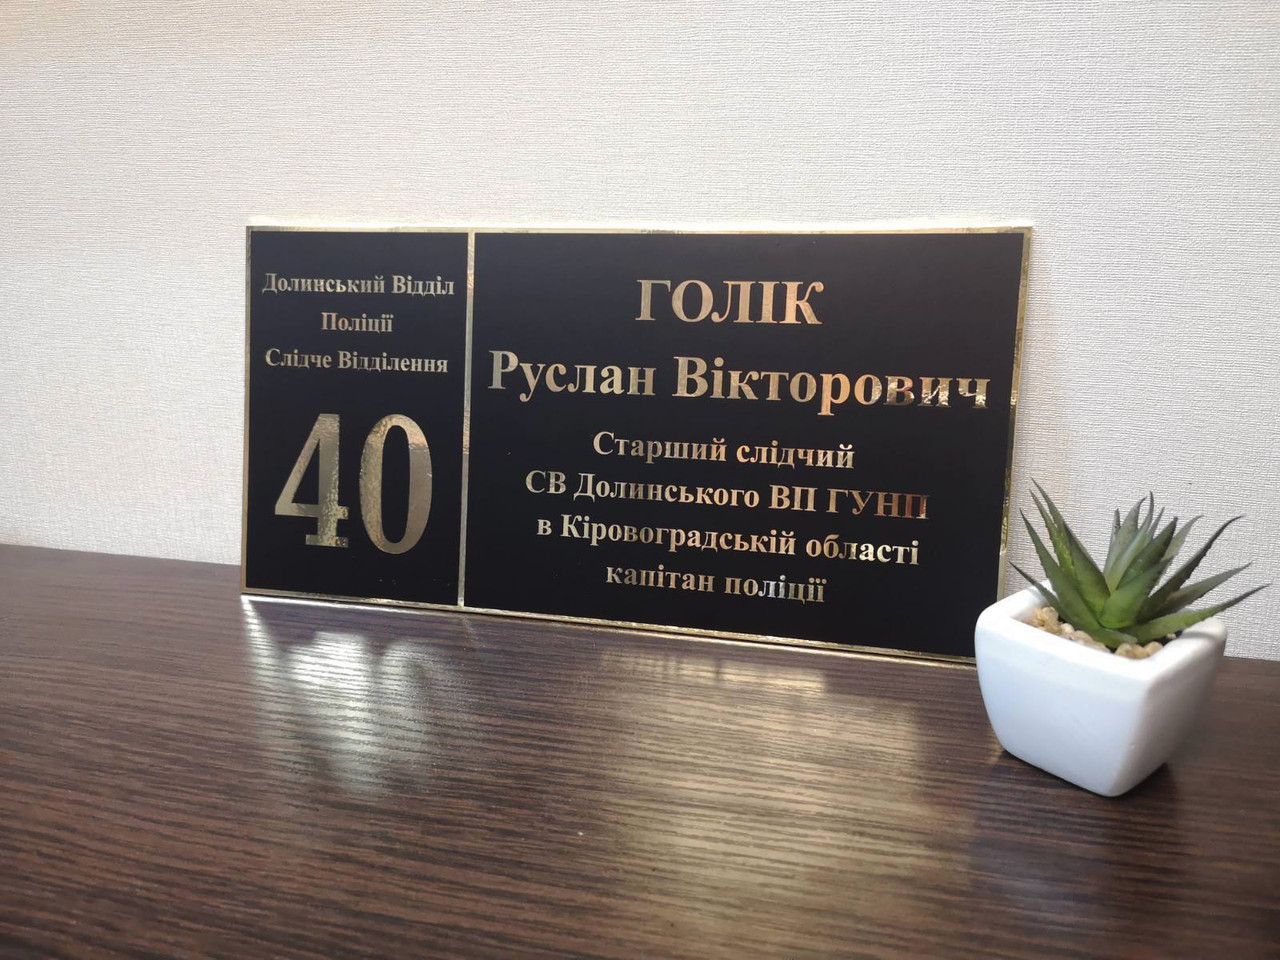 Долинський Відділ
Поліції
Слідче Відділення
40
ГОЛІК
Руслан Вікторович
Старший слідчий
СВ Долинського ВП ГУНП
в Кіровоградській області
капітан поліції